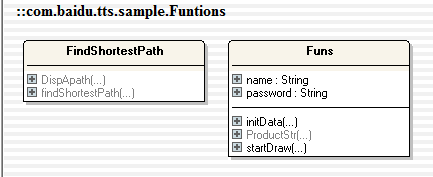 ::com.baidu.tts.sample.Funtions
FindShortestPath
DispApath(...)
findShortestPath(...)
Funs
name : String
password : String
initData(...)
ProductStr(...)
startDraw(...)